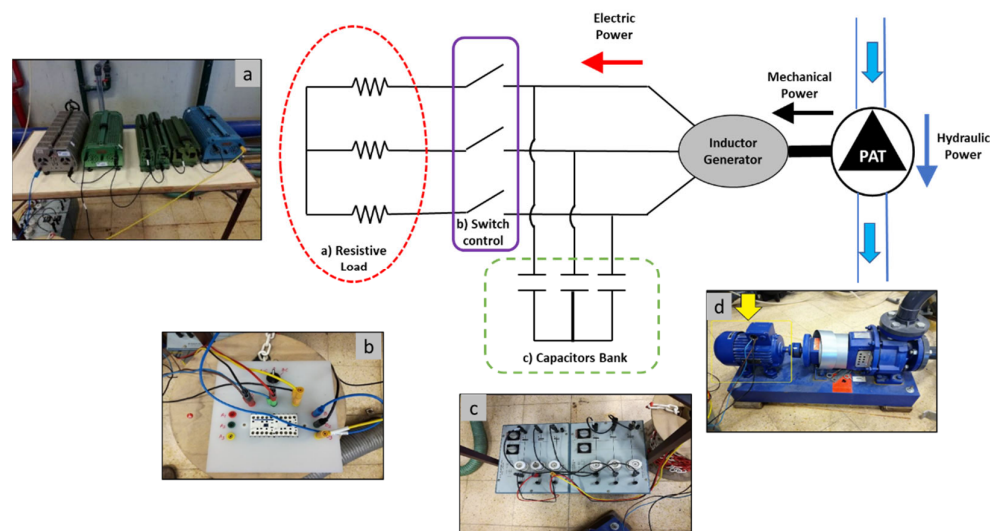 Electric
Power
a
Mechanical
Power
Inductor
Generator
PAT
Hydraulic
Power
b) Switch
control
a) Resistive
Load
c) Capacitors Bank
d
b
c